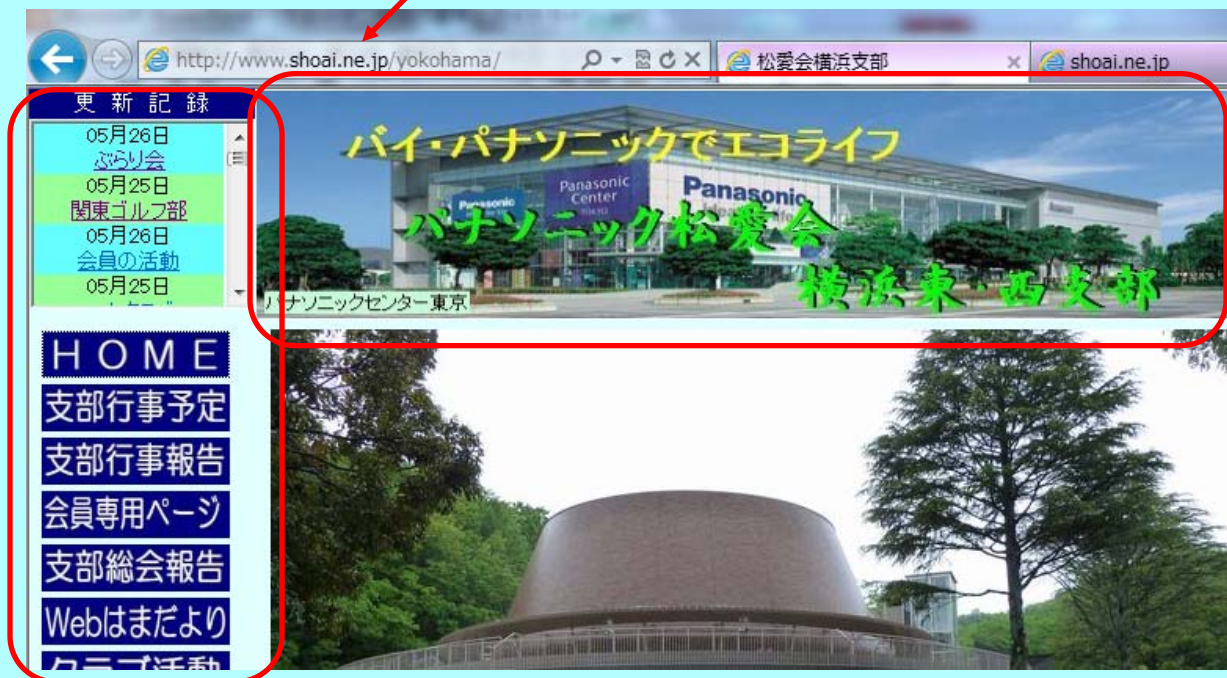 http://www.shoai.ne.jp/yokohama/
松愛会横浜支部
shoai.ne.jp
更新記録
05月26日
ぶらり会
05月25日
関東ゴルフ部
05月26日
会員の活動
05月25日
バイ・パナソニックでエコライフ
Panasonic
Panasonic
Center
TOKYO
Panasonic
パナソニック松愛会
横浜東・西支部
パナソニックセンター東京
HOME
支部行事予定
支部行事報告
会員専用ページ
支部総会報告
Webはまだより
クラブ活動